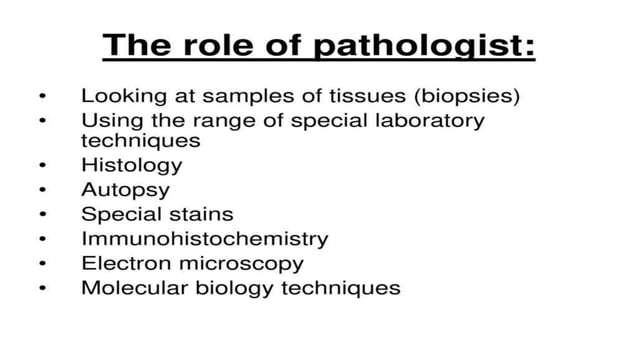 The role of pathologist:
• Looking at samples of tissues (biopsies)
• Using the range of special laboratory
techniques
• Histology
• Autopsy
• Special stains
• Immunohistochemistry
• Electron microscopy
• Molecular biology techniques